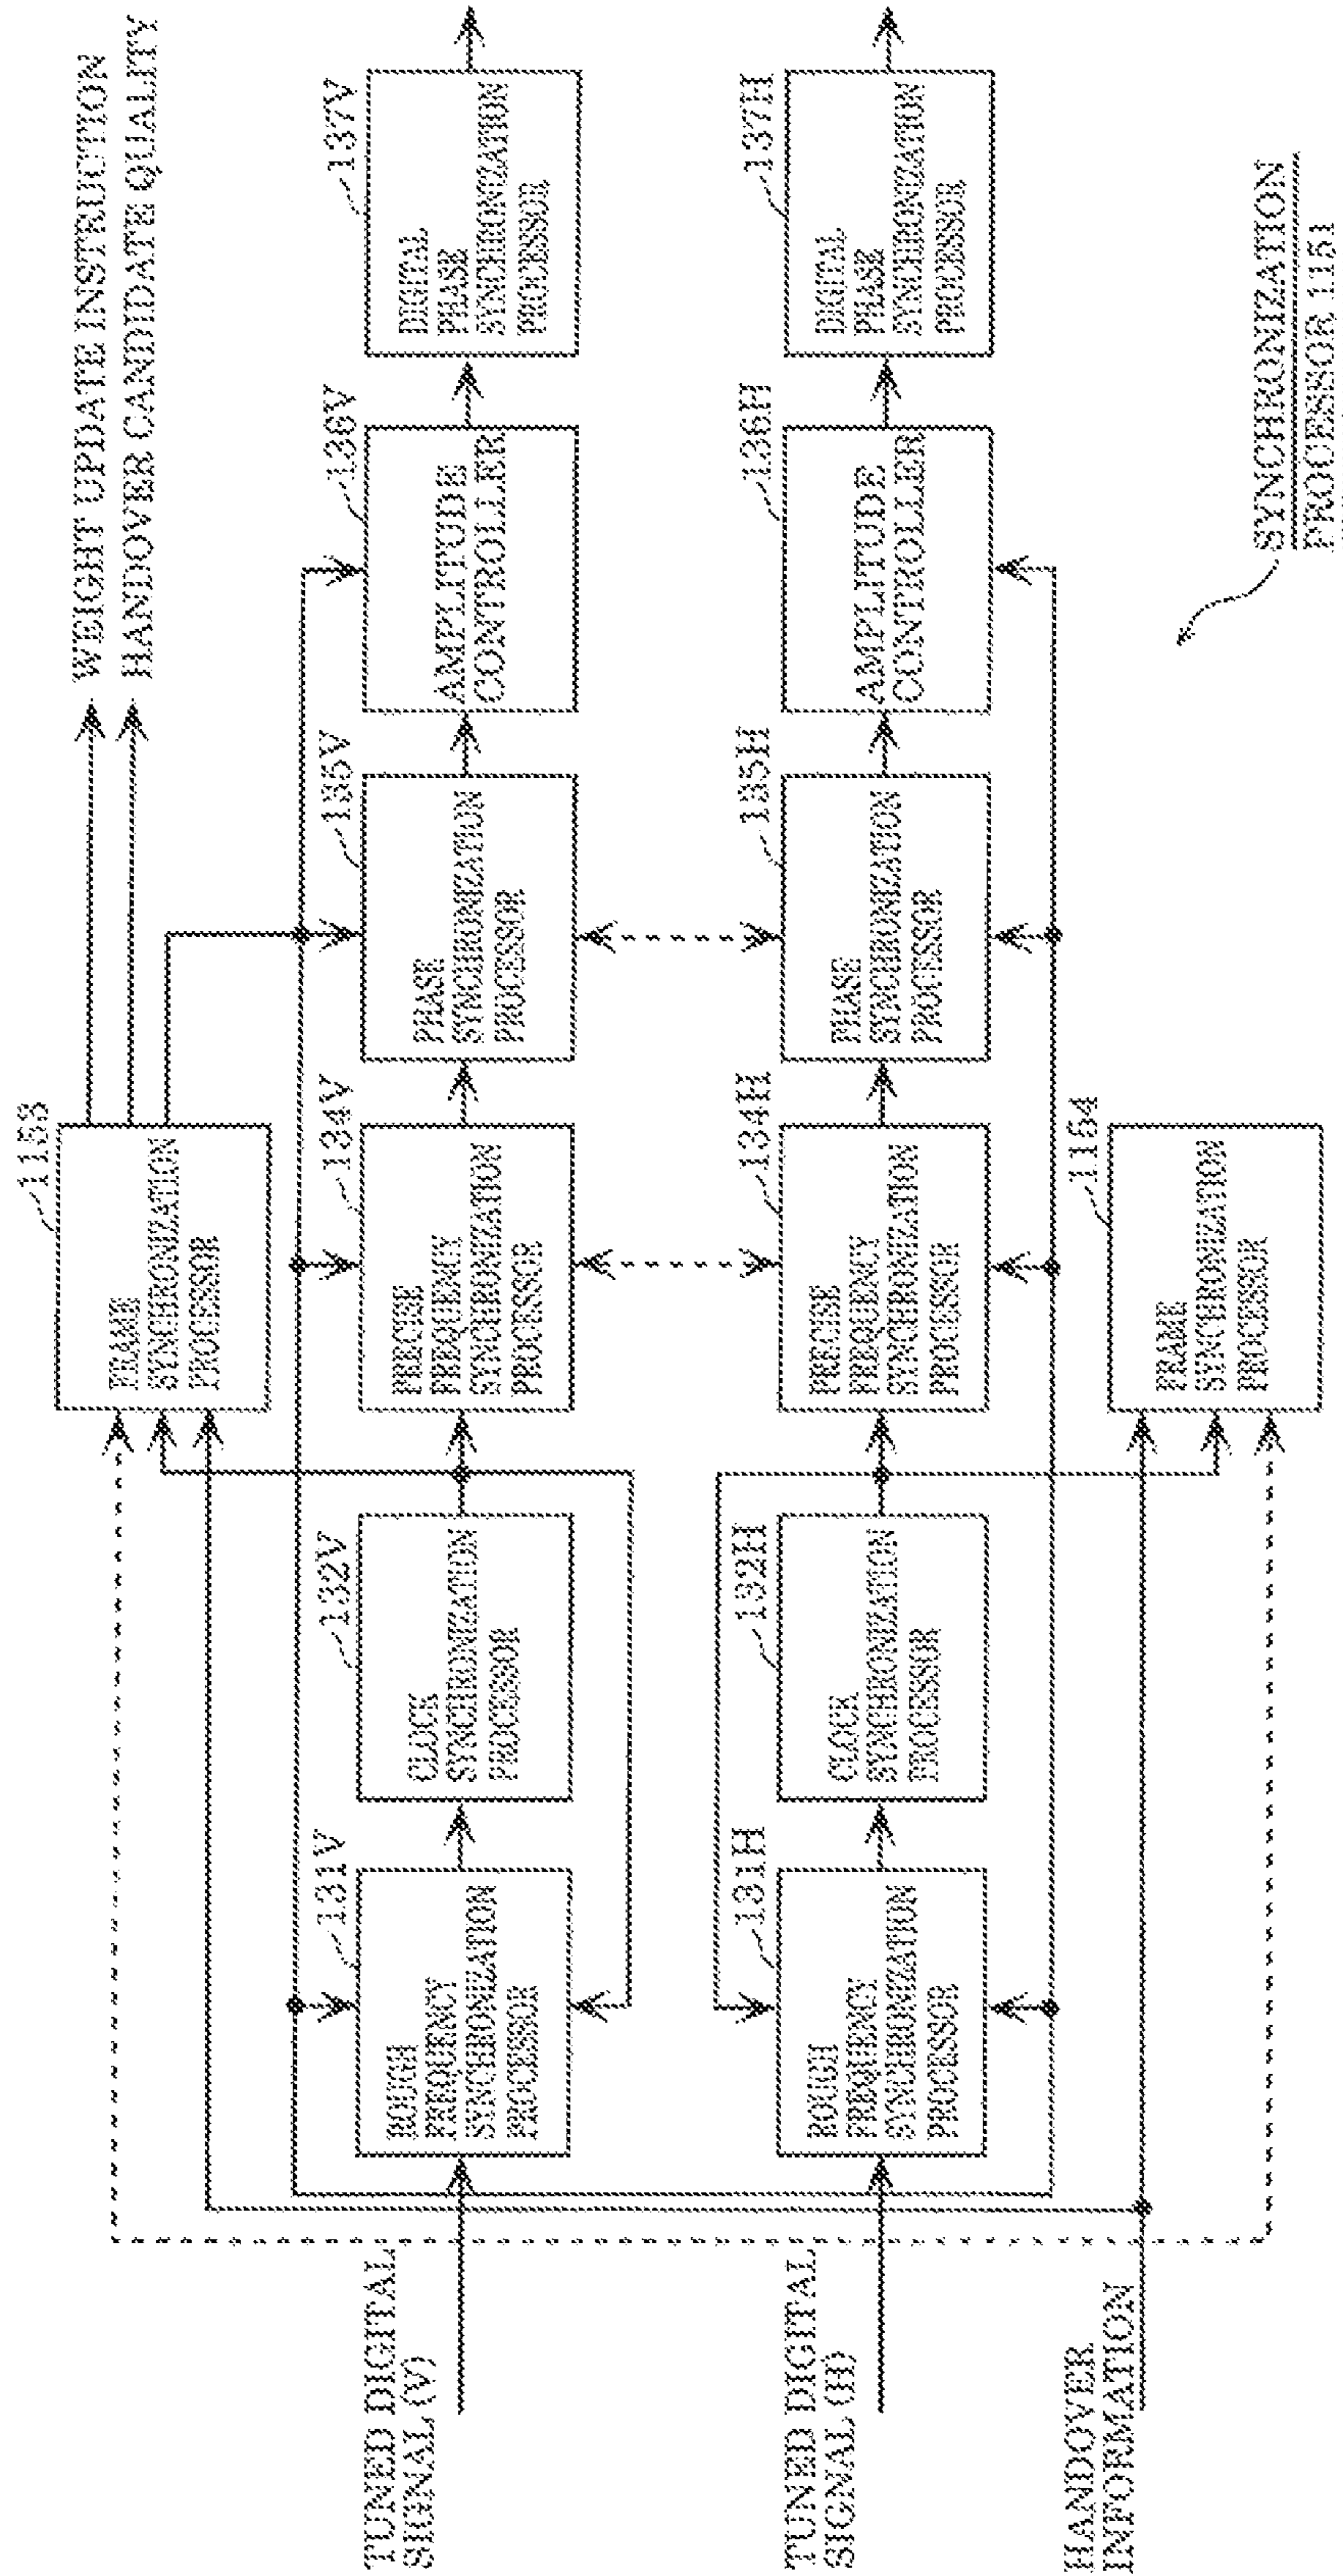 WEIGHT UPDATE INSTRUCTION
HANDOVER CANDIDATE QUALITY
1153
FRAME
SYNCHRONIZATION
PROCESSOR
TUNED DIGITAL
SIGNAL (V)
131V
ROUGH
FREQUENCY
SYNCHRONIZATION
PROCESSOR
132V
CLOCK
SYNCHRONIZATION
PROCESSOR
134V
PRECISE
FREQUENCY
SYNCHRONIZATION
PROCESSOR
135V
PHASE
SYNCHRONIZATION
PROCESSOR
136V
AMPLITUDE
CONTROLLER
137V
DIGITAL
PHASE
SYNCHRONIZATION
PROCESSOR
TUNED DIGITAL
SIGNAL (H)
131H
ROUGH
FREQUENCY
SYNCHRONIZATION
PROCESSOR
132H
CLOCK
SYNCHRONIZATION
PROCESSOR
134H
PRECISE
FREQUENCY
SYNCHRONIZATION
PROCESSOR
135H
PHASE
SYNCHRONIZATION
PROCESSOR
136H
AMPLITUDE
CONTROLLER
137H
DIGITAL
PHASE
SYNCHRONIZATION
PROCESSOR
HANDOVER
INFORMATION
1154
FRAME
SYNCHRONIZATION
PROCESSOR
SYNCHRONIZATION
PROCESSOR 1151